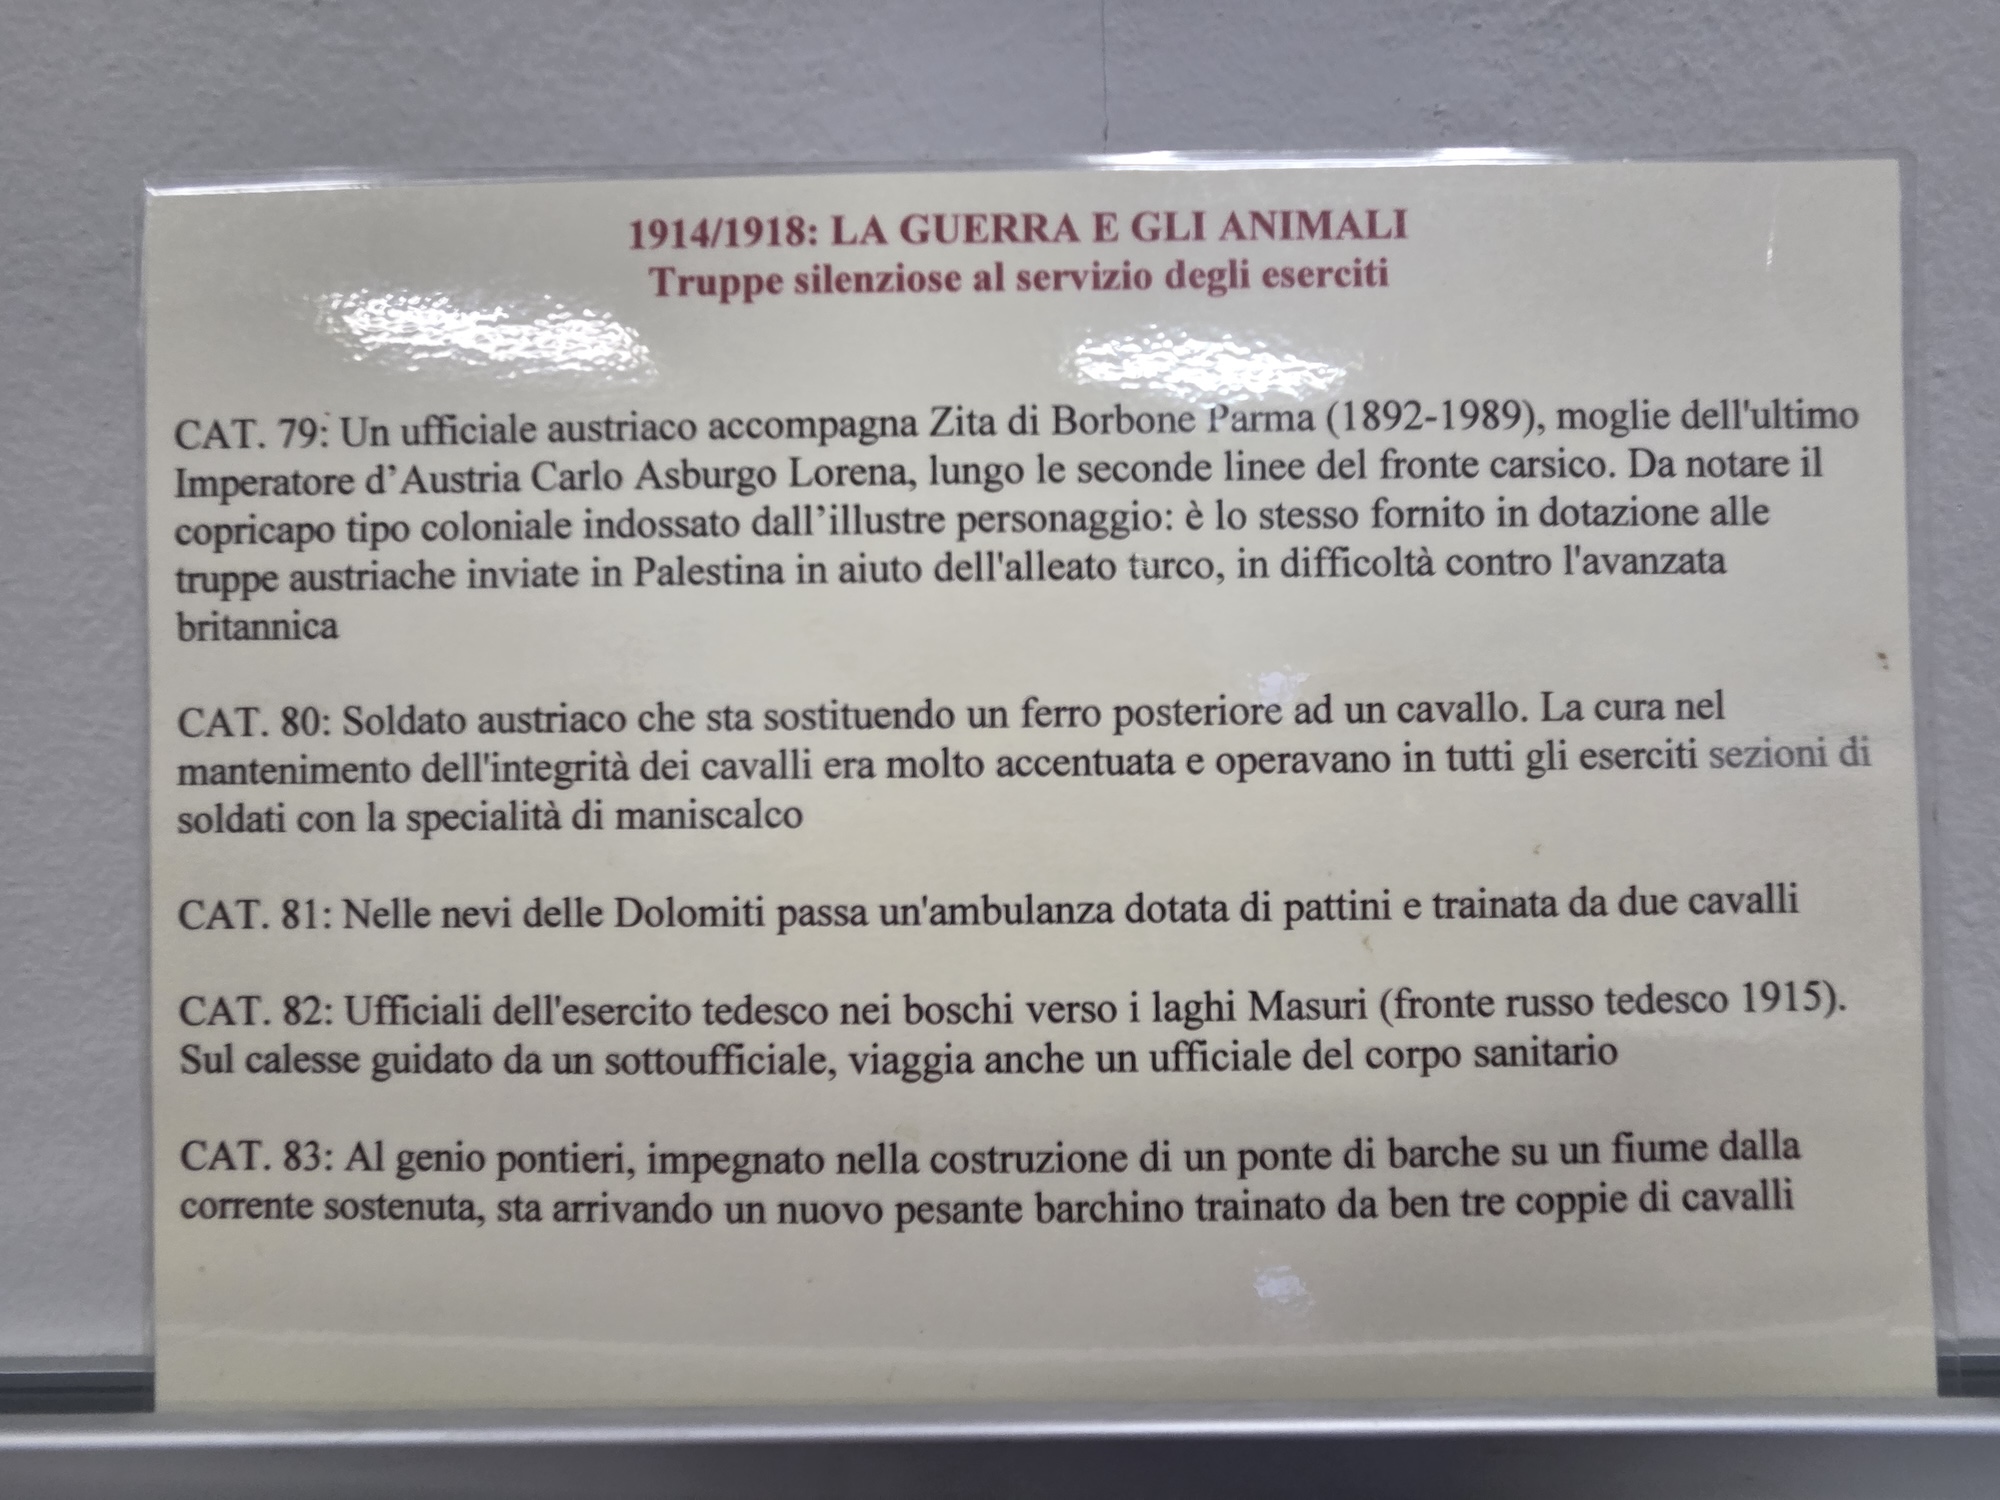 1914/1918: LA GUERRA E GLI ANIMALI
Truppe silenziose al servizio degli eserciti
CAT. 79: Un ufficiale austriaco accompagna Zita di Borbone Parma (1892-1989), moglie dell'ultimo
Imperatore d’Austria Carlo Asburgo Lorena, lungo le seconde linee del fronte carsico. Da notare il
copricapo tipo coloniale indossato dall’illustre personaggio: è lo stesso fornito in dotazione alle
truppe austriache inviate in Palestina in aiuto dell'alleato turco, in difficoltà contro l'avanzata
britannica
CAT. 80: Soldato austriaco che sta sostituendo un ferro posteriore ad un cavallo. La cura nel
mantenimento dell'integrità dei cavalli era molto accentuata e operavano in tutti gli eserciti sezioni di
soldati con la specialità di maniscalco
CAT. 81: Nelle nevi delle Dolomiti passa un'ambulanza dotata di pattini e trainata da due cavalli
CAT. 82: Ufficiali dell'esercito tedesco nei boschi verso i laghi Masuri (fronte russo tedesco 1915).
Sul calesse guidato da un sottoufficiale, viaggia anche un ufficiale del corpo sanitario
CAT. 83: Al genio pontieri, impegnato nella costruzione di un ponte di barche su un fiume dalla
corrente sostenuta, sta arrivando un nuovo pesante barchino trainato da ben tre coppie di cavalli